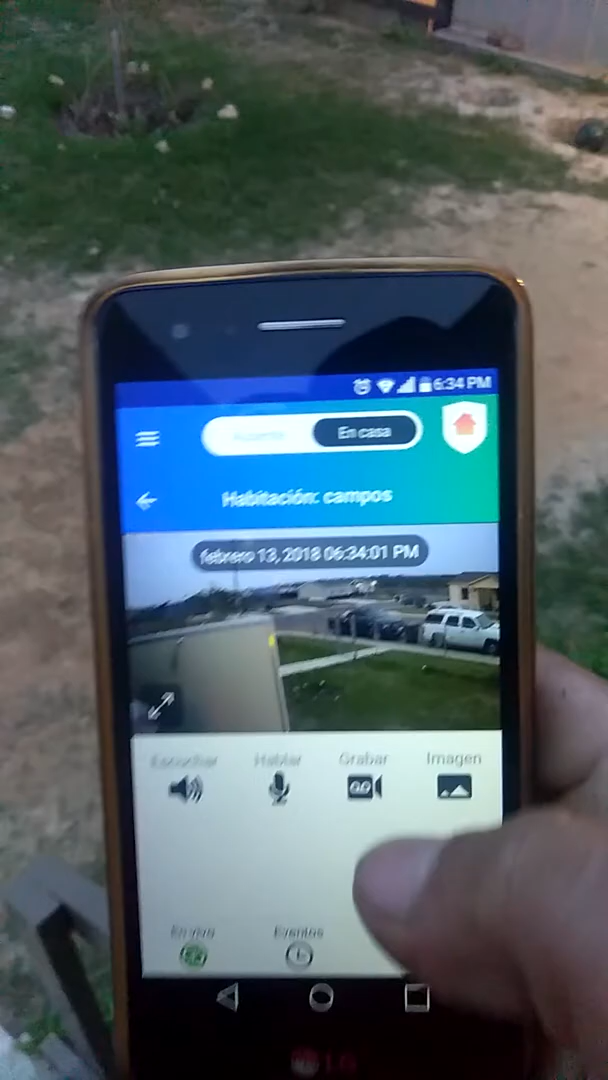 6:34 PM
En casa
Habitación: campos
febrero 13, 2018 06:34:01 PM
Escuchar Hablar Grabar Imagen
En vivo Eventos
LG